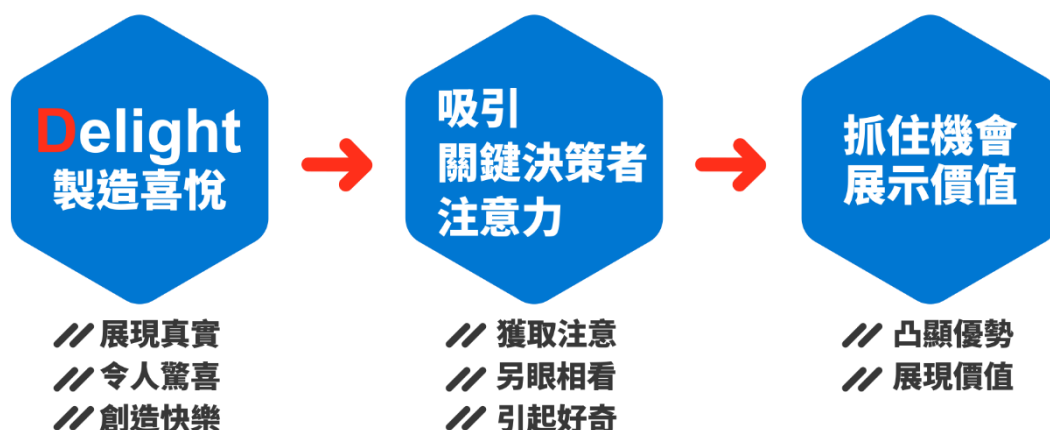 Delight
製造喜悅
展現真實
令人驚喜
創造快樂
吸引
關鍵決策者
注意力
獲取注意
另眼相看
引起好奇
抓住機會
展示價值
凸顯優勢
展現價值